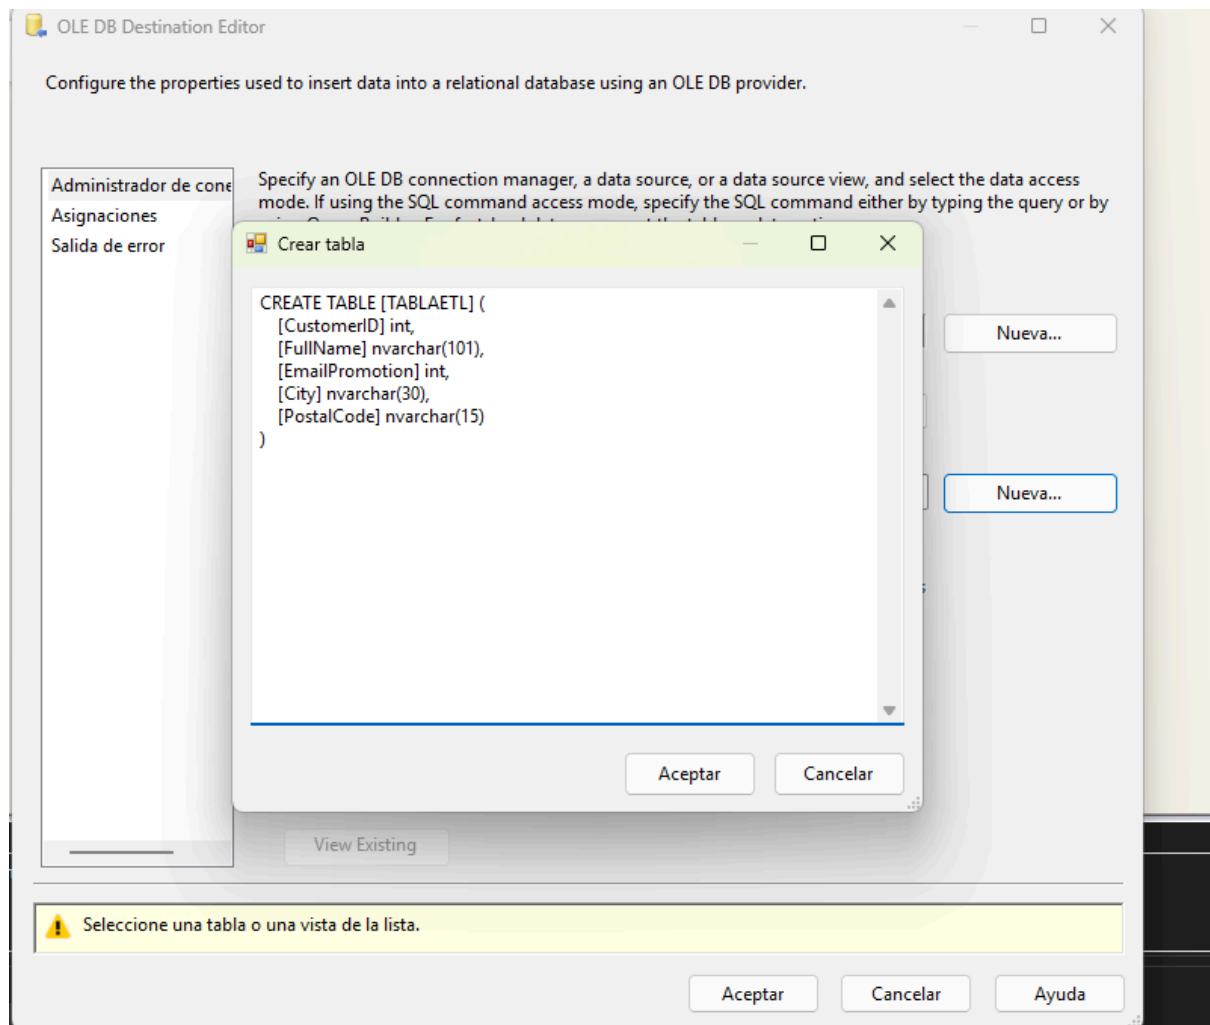 OLE DB Destination Editor
Configure the properties used to insert data into a relational database using an OLE DB provider.
Administrador de cone
Asignaciones
Salida de error
Specify an OLE DB connection manager, a data source, or a data source view, and select the data access
mode. If using the SQL command access mode, specify the SQL command either by typing the query or by
Crear tabla
CREATE TABLE [TABLAETL] (
[CustomerID] int,
[FullName] nvarchar(101),
[EmailPromotion] int,
[City] nvarchar(30),
[PostalCode] nvarchar(15)
)
Nueva...
Nueva...
Aceptar
Cancelar
View Existing
Seleccione una tabla o una vista de la lista.
Aceptar
Cancelar
Ayuda